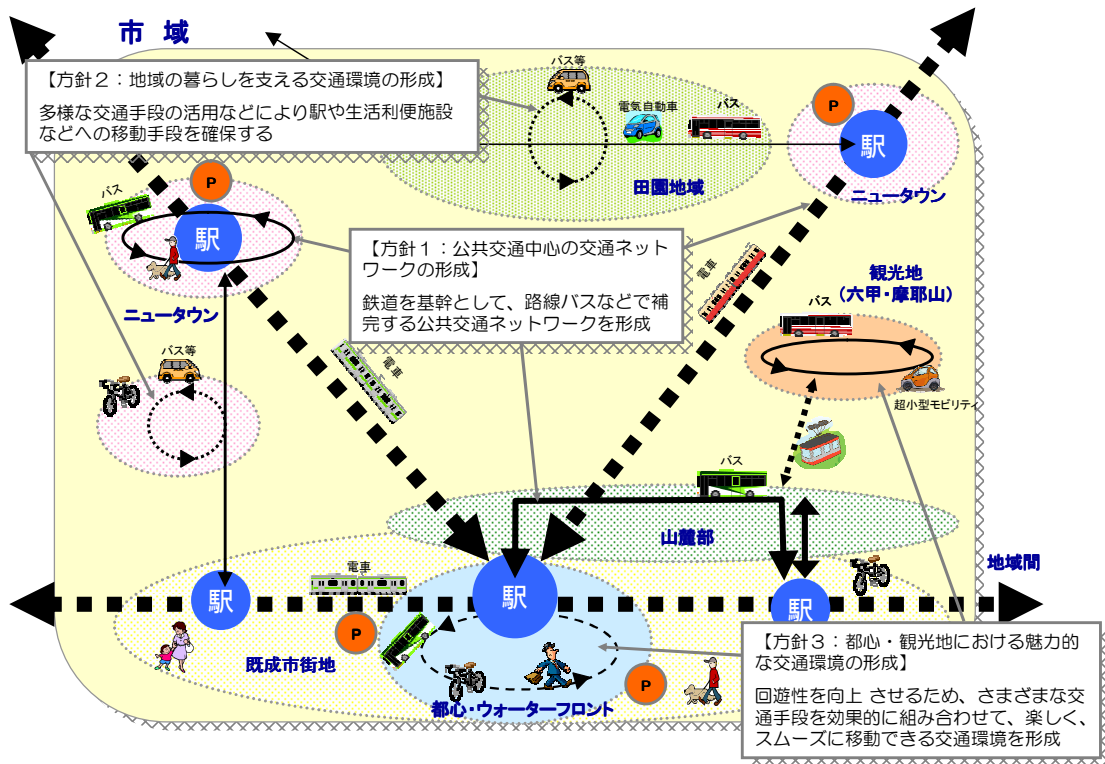 市 域
【方針２：地域の暮らしを支える交通環境の形成】
多様な交通手段の活用などにより駅や生活利便施設
などへの移動手段を確保する
バス等
電気自動車
バス
田園地域
P
駅
ニュータウン
バス
P
駅
ニュータウン
【方針１：公共交通中心の交通ネット
ワークの形成】
鉄道を基幹として、路線バスなどで補
完する公共交通ネットワークを形成
電車
観光地
（六甲・摩耶山）
バス
超小型モビリティ
バス等
電車
バス
山麓部
地域間
駅
電車
駅
駅
P
既成市街地
都心・ウォーターフロント
P
【方針３：都心・観光地における魅力的
な交通環境の形成】
回遊性を向上 させるため、さまざまな交
通手段を効果的に組み合わせて、楽しく、
スムーズに移動できる交通環境を形成